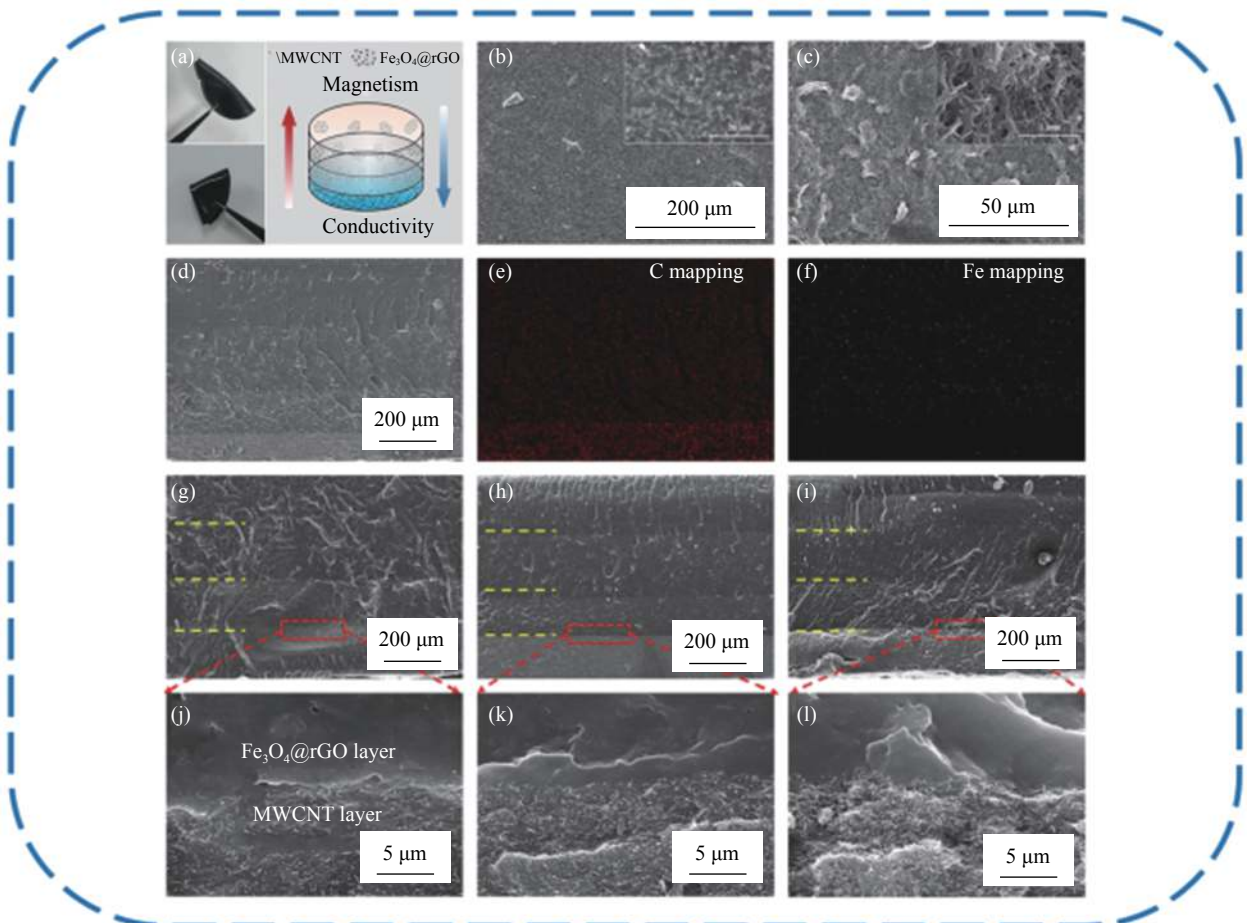 (a)
\MWCNT Fe₃O₄@rGO
Magnetism
Conductivity
(b)
200 μm
(c)
50 μm
(d)
200 μm
(e)
C mapping
(f)
Fe mapping
(g)
200 μm
(h)
200 μm
(i)
200 μm
(j)
Fe₃O₄@rGO layer
MWCNT layer
5 μm
(k)
5 μm
(l)
5 μm